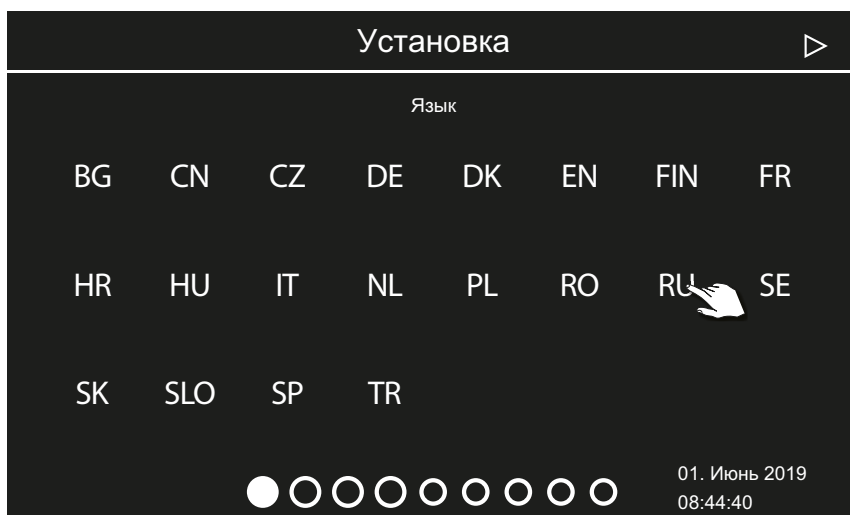 Установка
Язык
BG CN CZ DE DK EN FIN FR
HR HU IT NL PL RO RU SE
SK SLO SP TR
01. Июнь 2019
08:44:40